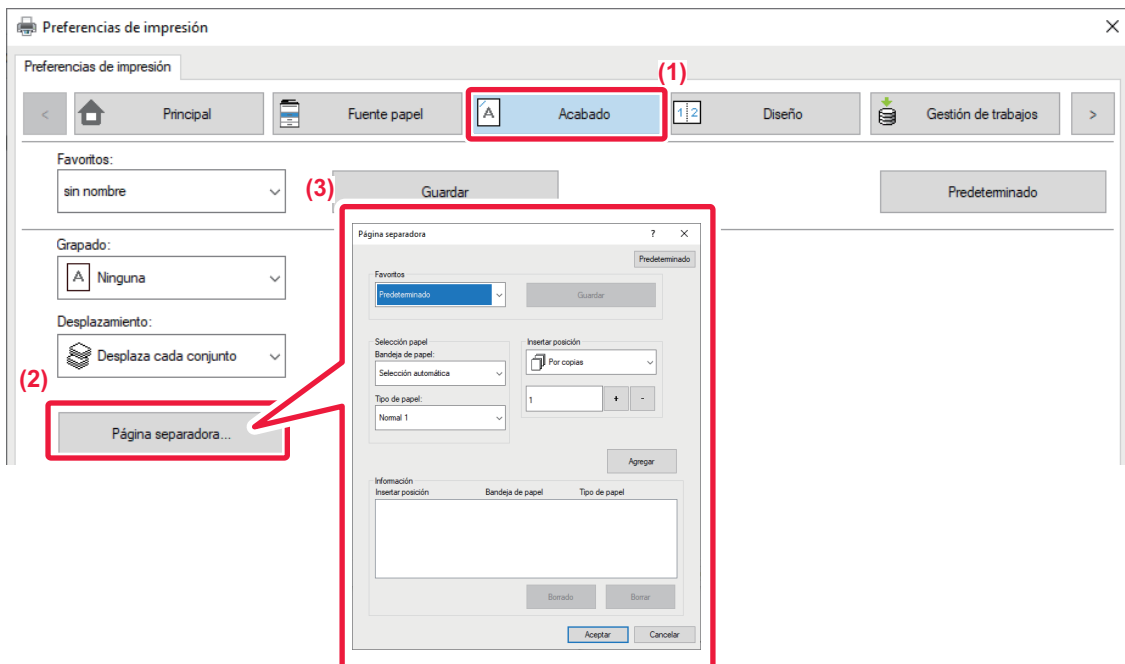 Preferencias de impresión
Preferencias de impresión
(1)
< Principal Fuente papel A Acabado 1 2 Diseño Gestión de trabajos >
Favoritos:
sin nombre
(3)
Guardar
Predeterminado
Grapado:
A Ninguna
Desplazamiento:
Desplaza cada conjunto
(2)
Página separadora...
Página separadora ? X
Predeterminado
Favoritos
Predeterminado
Guardar
Selección papel
Bandeja de papel:
Selección automática
Tipo de papel:
Normal 1
Insertar posición
Por copias
1 + -
Agregar
Información
Insertar posición Bandeja de papel Tipo de papel
Borrado Borrar
Aceptar Cancelar